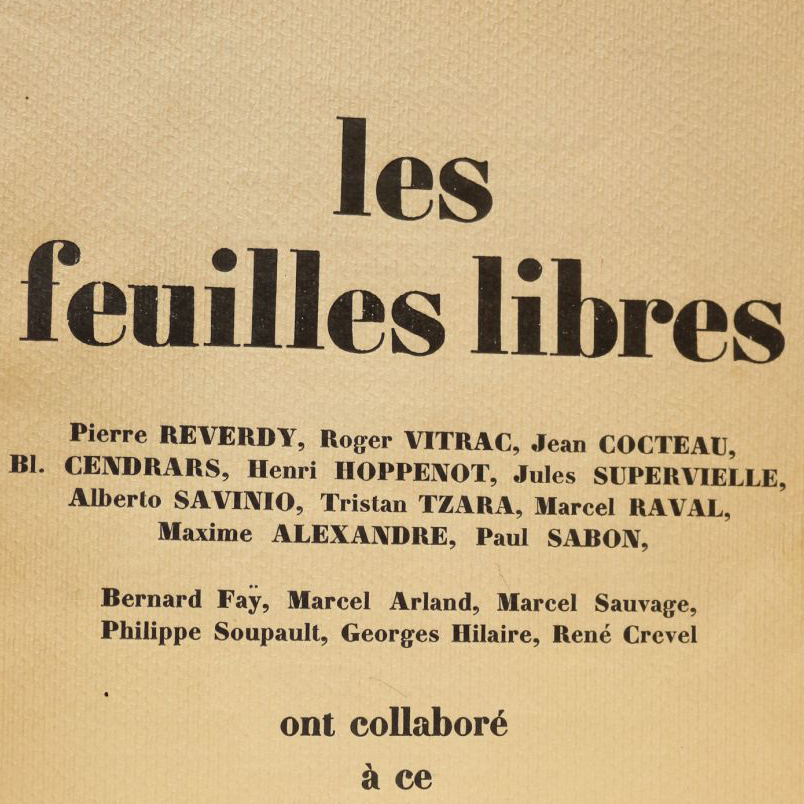 les
feuilles libres
Pierre REVERDY, Roger VITRAC, Jean COCTEAU,
Bl. CENDRARS, Henri HOPPENOT, Jules SUPERVIELLE,
Alberto SAVINIO, Tristan TZARA, Marcel RAVAL,
Maxime ALEXANDRE, Paul SABON,
Bernard Faÿ, Marcel Arland, Marcel Sauvage,
Philippe Soupault, Georges Hilaire, René Crevel
ont collaboré
à ce